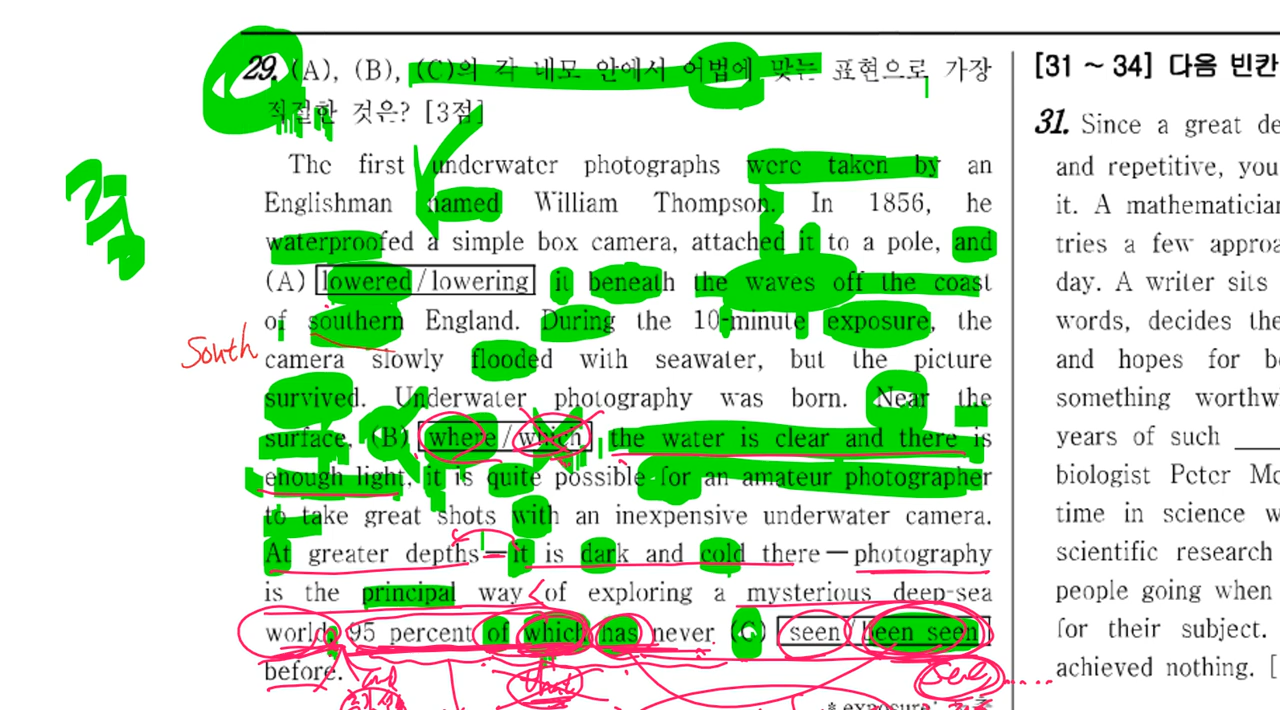 29. (A), (B), (C)의 각 네모 안에서 어법에 맞는 표현으로 가장
적절한 것은? [3점]
The first underwater photographs were taken by an
Englishman named William Thompson. In 1856, he
waterproofed a simple box camera, attached it to a pole, and
(A) lowered / lowering it beneath the waves off the coast
of southern England. During the 10-minute exposure, the
South
camera slowly flooded with seawater, but the picture
survived. Underwater photography was born. Near the
surface, (B) where / which the water is clear and there is
enough light, it is quite possible for an amateur photographer
to take great shots with an inexpensive underwater camera.
At greater depths — it is dark and cold there — photography
is the principal way of exploring a mysterious deep-sea
world, 95 percent of which has never (C) seen / been seen
before.
and
* exposure:
[31 ~ 34] 다음 빈칸
31. Since a great de
and repetitive, you
it. A mathematician
tries a few approa
day. A writer sits
words, decides the
and hopes for be
something worthw
years of such
biologist Peter Me
time in science w
scientific research
people going when
for their subject.
achieved nothing. [